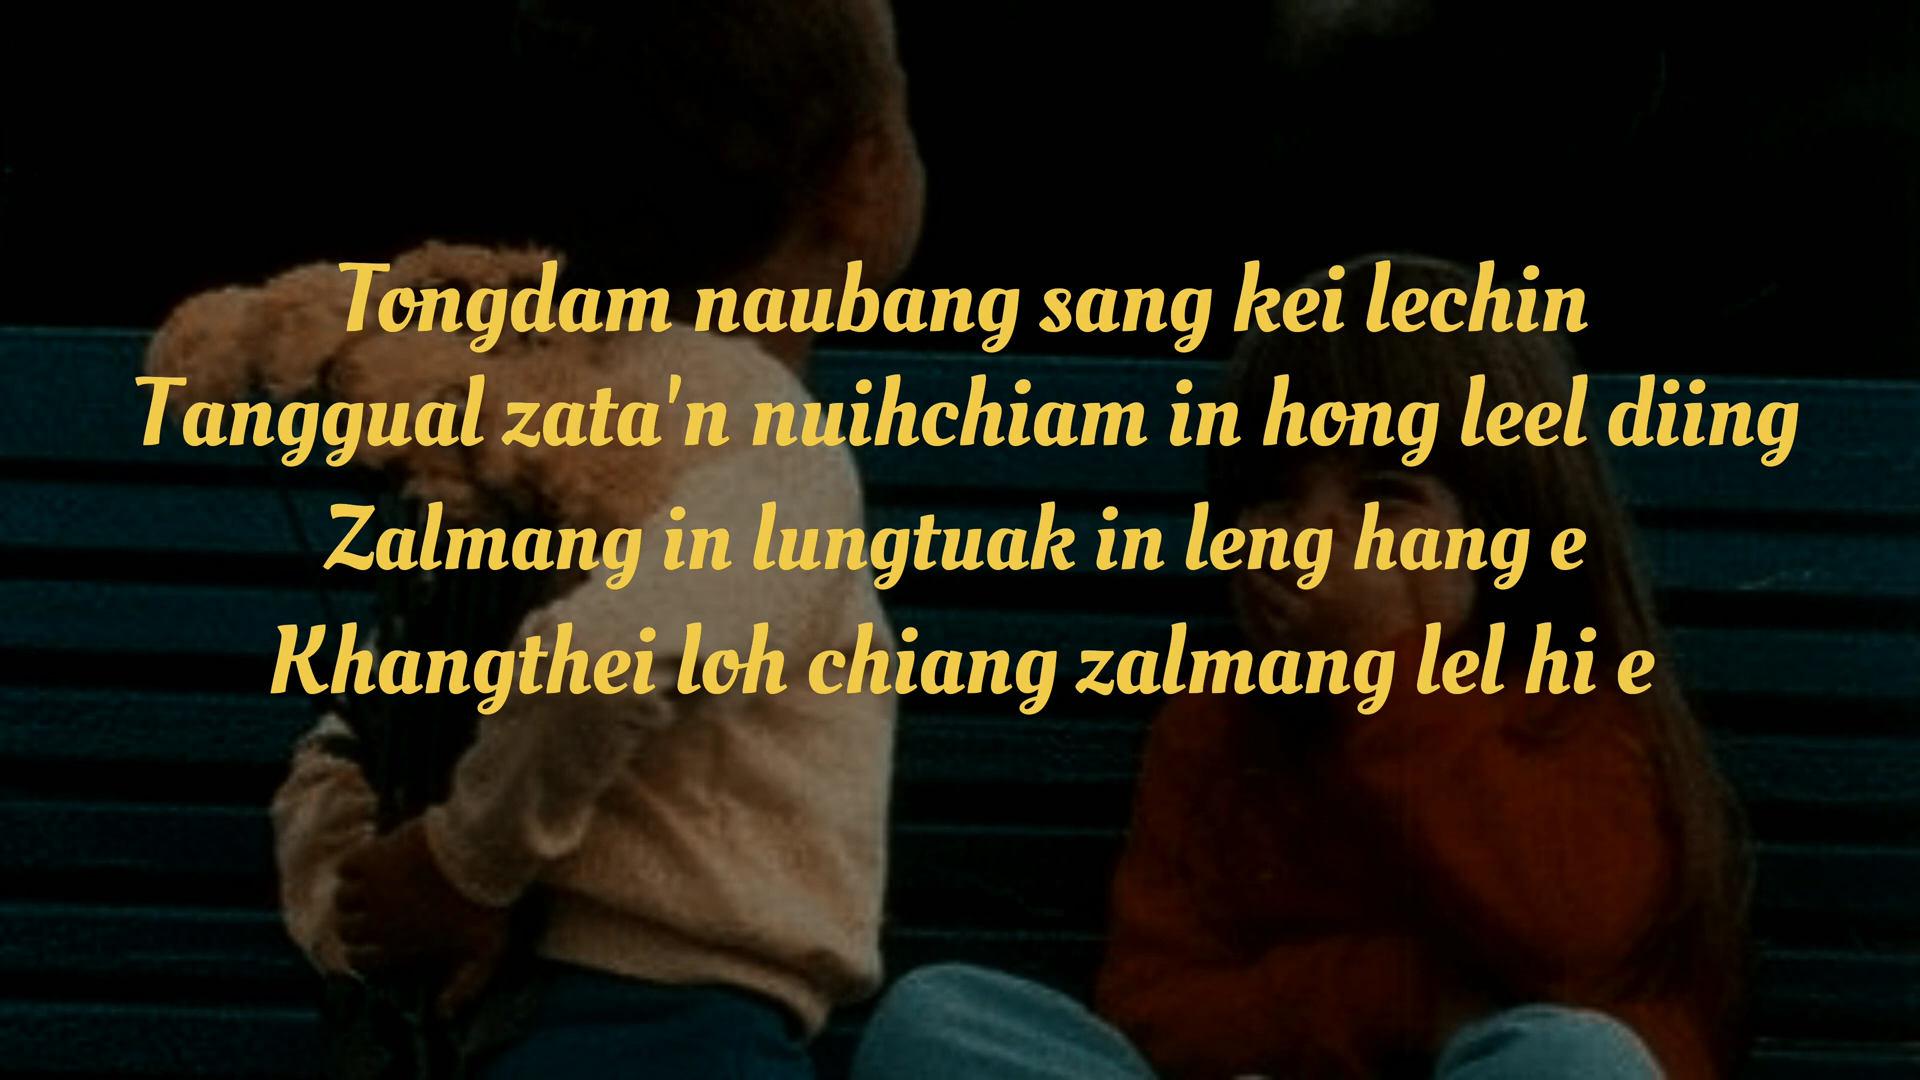 Tongdam naubang sang kei lechin
Tanggual zata'n nuihchiam in hong leel diing
Zalmang in lungtuak in leng hang e
Khangthei loh chiang zalmang lel hi e